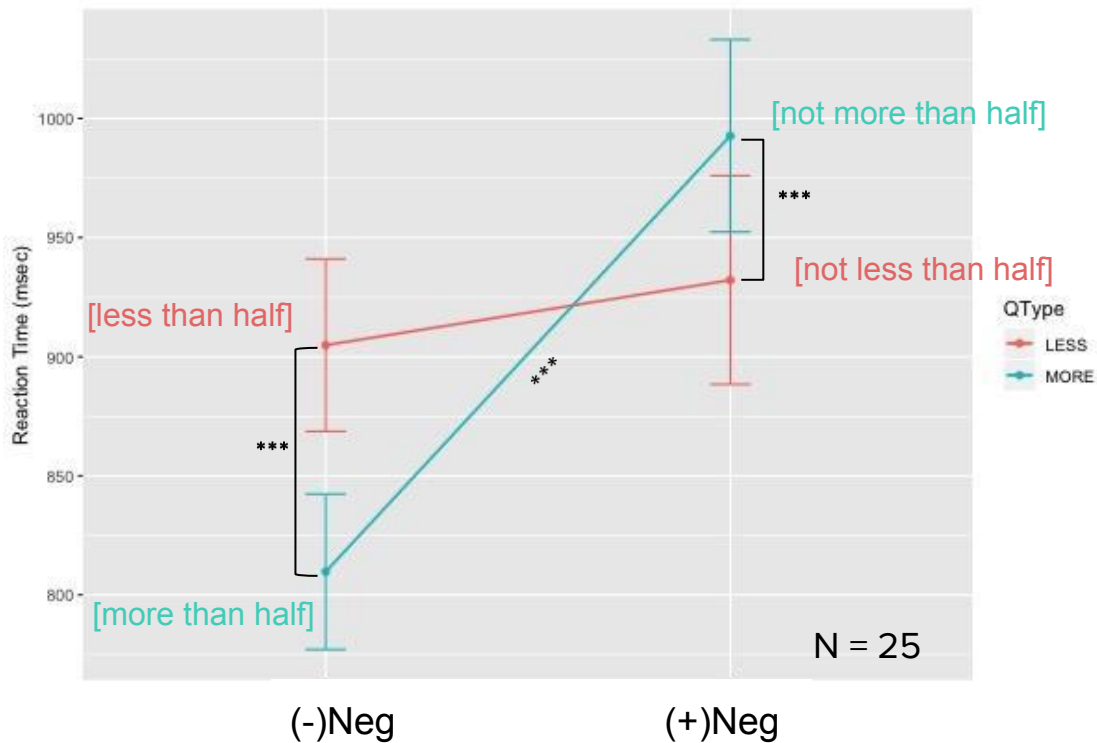 [not more than half]
1000
***
950
Reaction Time (msec)
[not less than half]
[less than half]
QType
LESS
MORE
900
***
***
850
800
[more than half]
N = 25
(-)Neg
(+)Neg